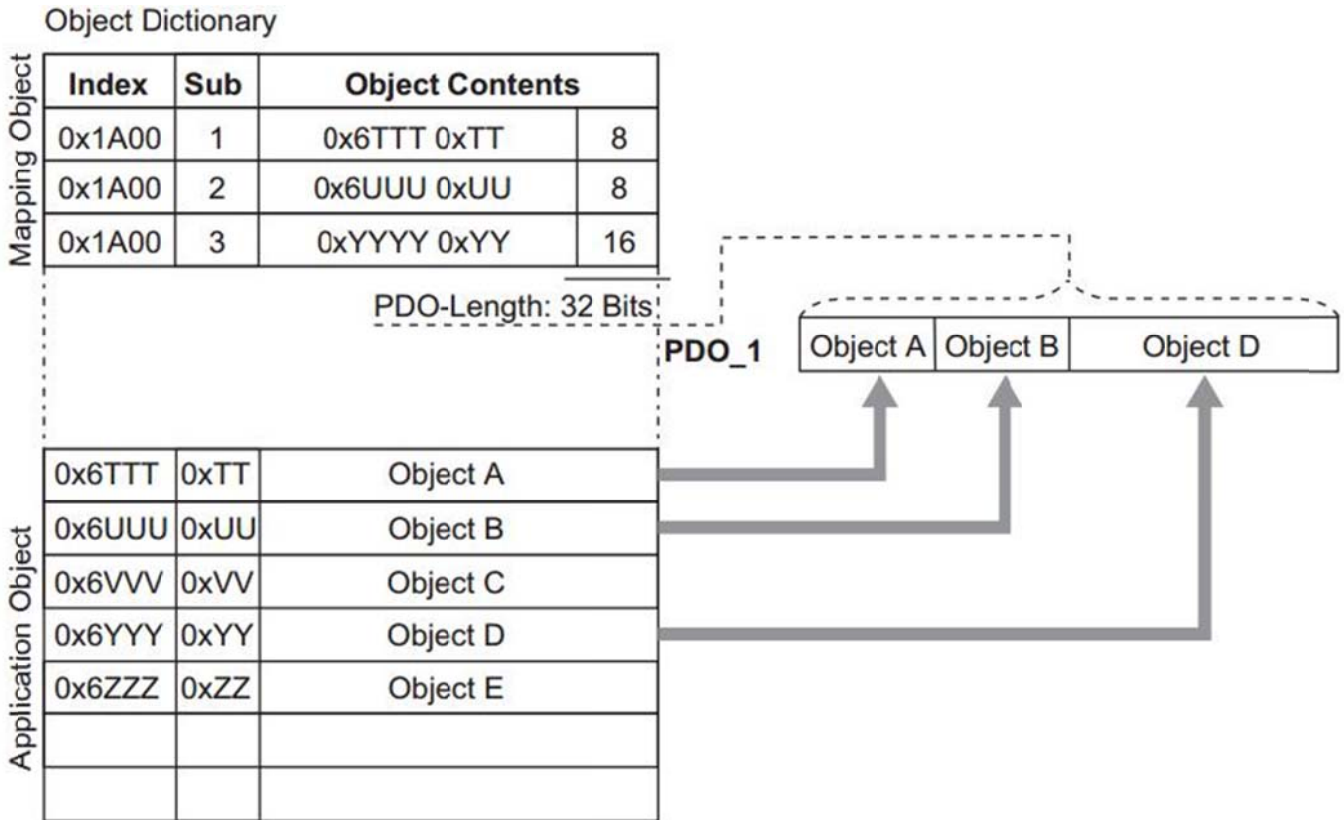 Object Dictionary
Mapping Object
Index Sub Object Contents
0x1A00 1 0x6TTT 0xTT 8
0x1A00 2 0x6UUU 0xUU 8
0x1A00 3 0xYYYY 0xYY 16
PDO-Length: 32 Bits
PDO_1 Object A Object B Object D
Application Object
0x6TTT 0xTT Object A
0x6UUU 0xUU Object B
0x6VVV 0xVV Object C
0x6YYY 0xYY Object D
0x6ZZZ 0xZZ Object E